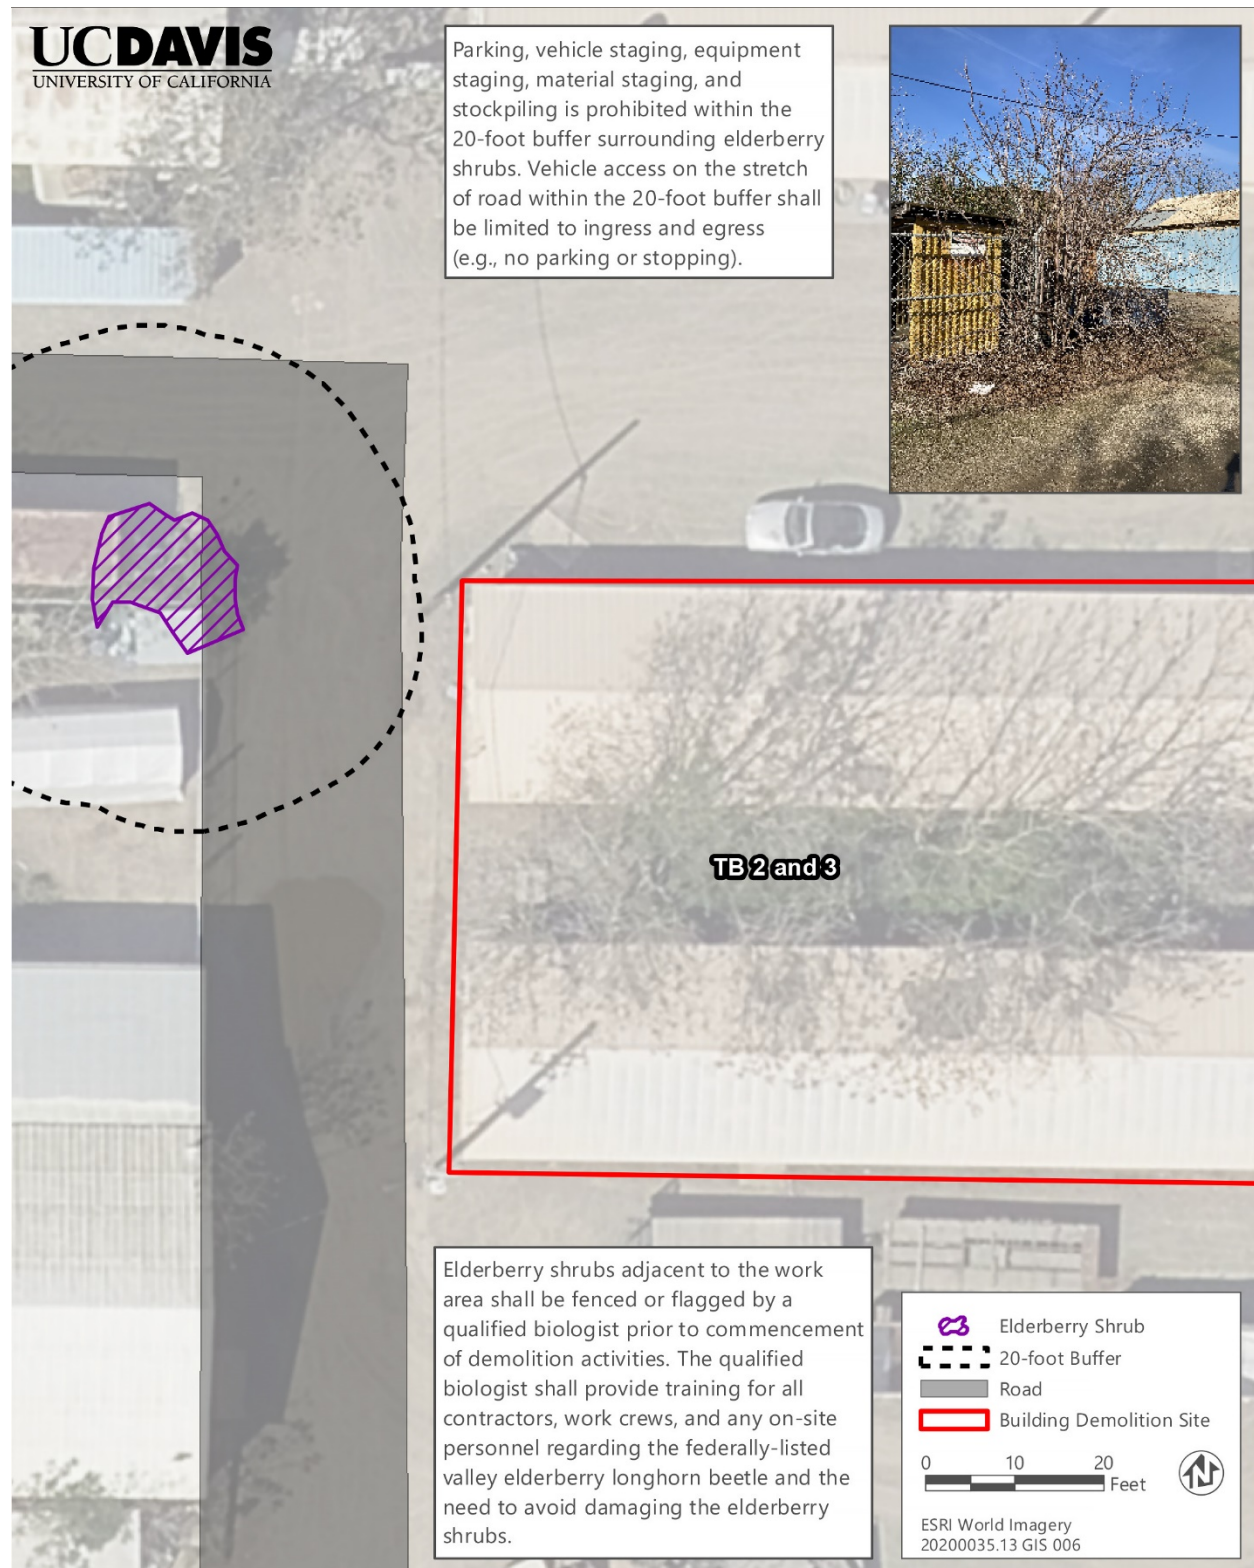 UCDAVIS
UNIVERSITY OF CALIFORNIA
Parking, vehicle staging, equipment
staging, material staging, and
stockpiling is prohibited within the
20-foot buffer surrounding elderberry
shrubs. Vehicle access on the stretch
of road within the 20-foot buffer shall
be limited to ingress and egress
(e.g., no parking or stopping).
TB 2 and 3
Elderberry shrubs adjacent to the work
area shall be fenced or flagged by a
qualified biologist prior to commencement
of demolition activities. The qualified
biologist shall provide training for all
contractors, work crews, and any on-site
personnel regarding the federally-listed
valley elderberry longhorn beetle and the
need to avoid damaging the elderberry
shrubs.
Elderberry Shrub
20-foot Buffer
Road
Building Demolition Site
0 10 20
Feet
N
ESRI World Imagery
20200035.13 GIS 006